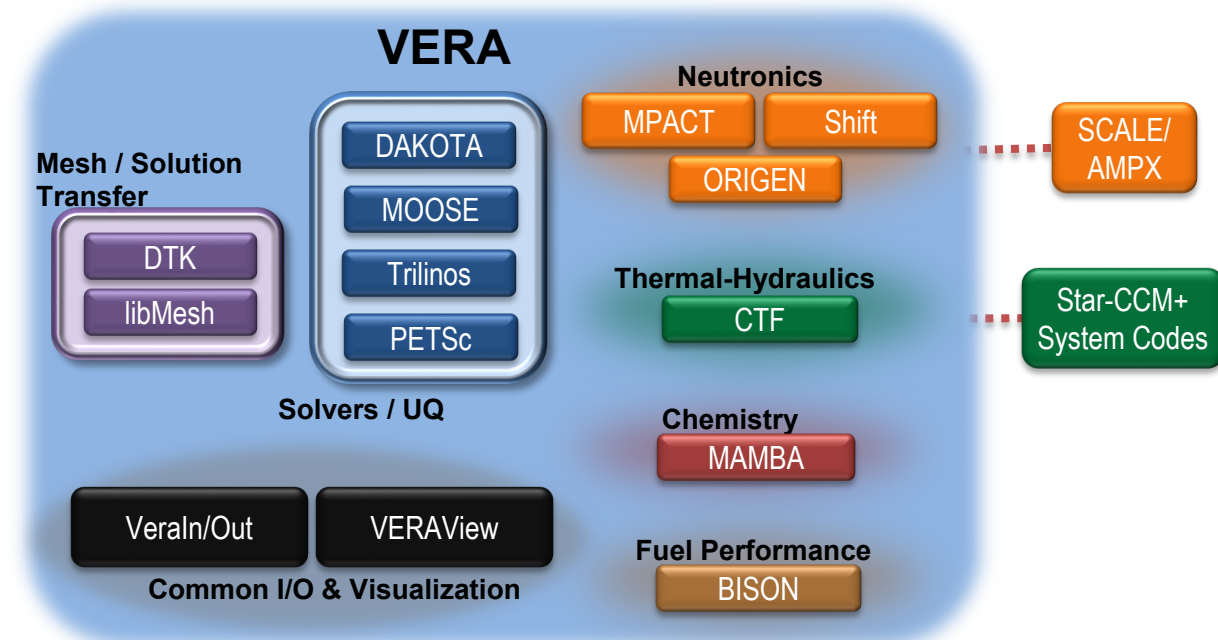 VERA
Mesh / Solution
Transfer
DTK
libMesh
DAKOTA
MOOSE
Trilinos
PETSc
Solvers / UQ
VeraIn/Out
VERAView
Common I/O & Visualization
Neutronics
MPACT
Shift
ORIGEN
Thermal-Hydraulics
CTF
Chemistry
MAMBA
Fuel Performance
BISON
SCALE/
AMPX
Star-CCM+
System Codes